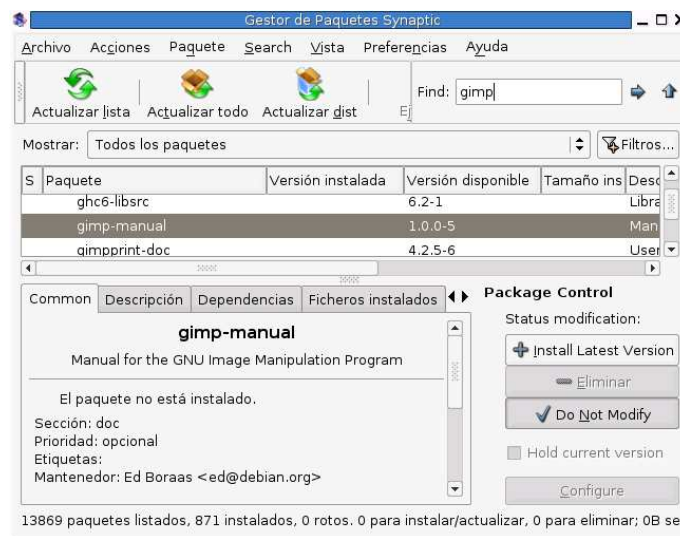 Gestor de Paquetes Synaptic
Archivo Acciones Paquete Search Vista Preferencias Ayuda
Actualizar lista Actualizar todo Actualizar dist Ej
Find: gimp
Mostrar: Todos los paquetes Filtros...
S Paquete Versión instalada Versión disponible Tamaño ins Desc
ghc6-libsrc 6.2-1 Libra
gimp-manual 1.0.0-5 Man
gimpprint-doc 4.2.5-6 User
Common Descripción Dependencias Ficheros instalados
gimp-manual
Manual for the GNU Image Manipulation Program
El paquete no está instalado.
Sección: doc
Prioridad: opcional
Etiquetas:
Mantenedor: Ed Boraas <ed@debian.org>
Package Control
Status modification:
Install Latest Version
Eliminar
Do Not Modify
Hold current version
Configure
13869 paquetes listados, 871 instalados, 0 rotos. 0 para instalar/actualizar, 0 para eliminar; 0B se